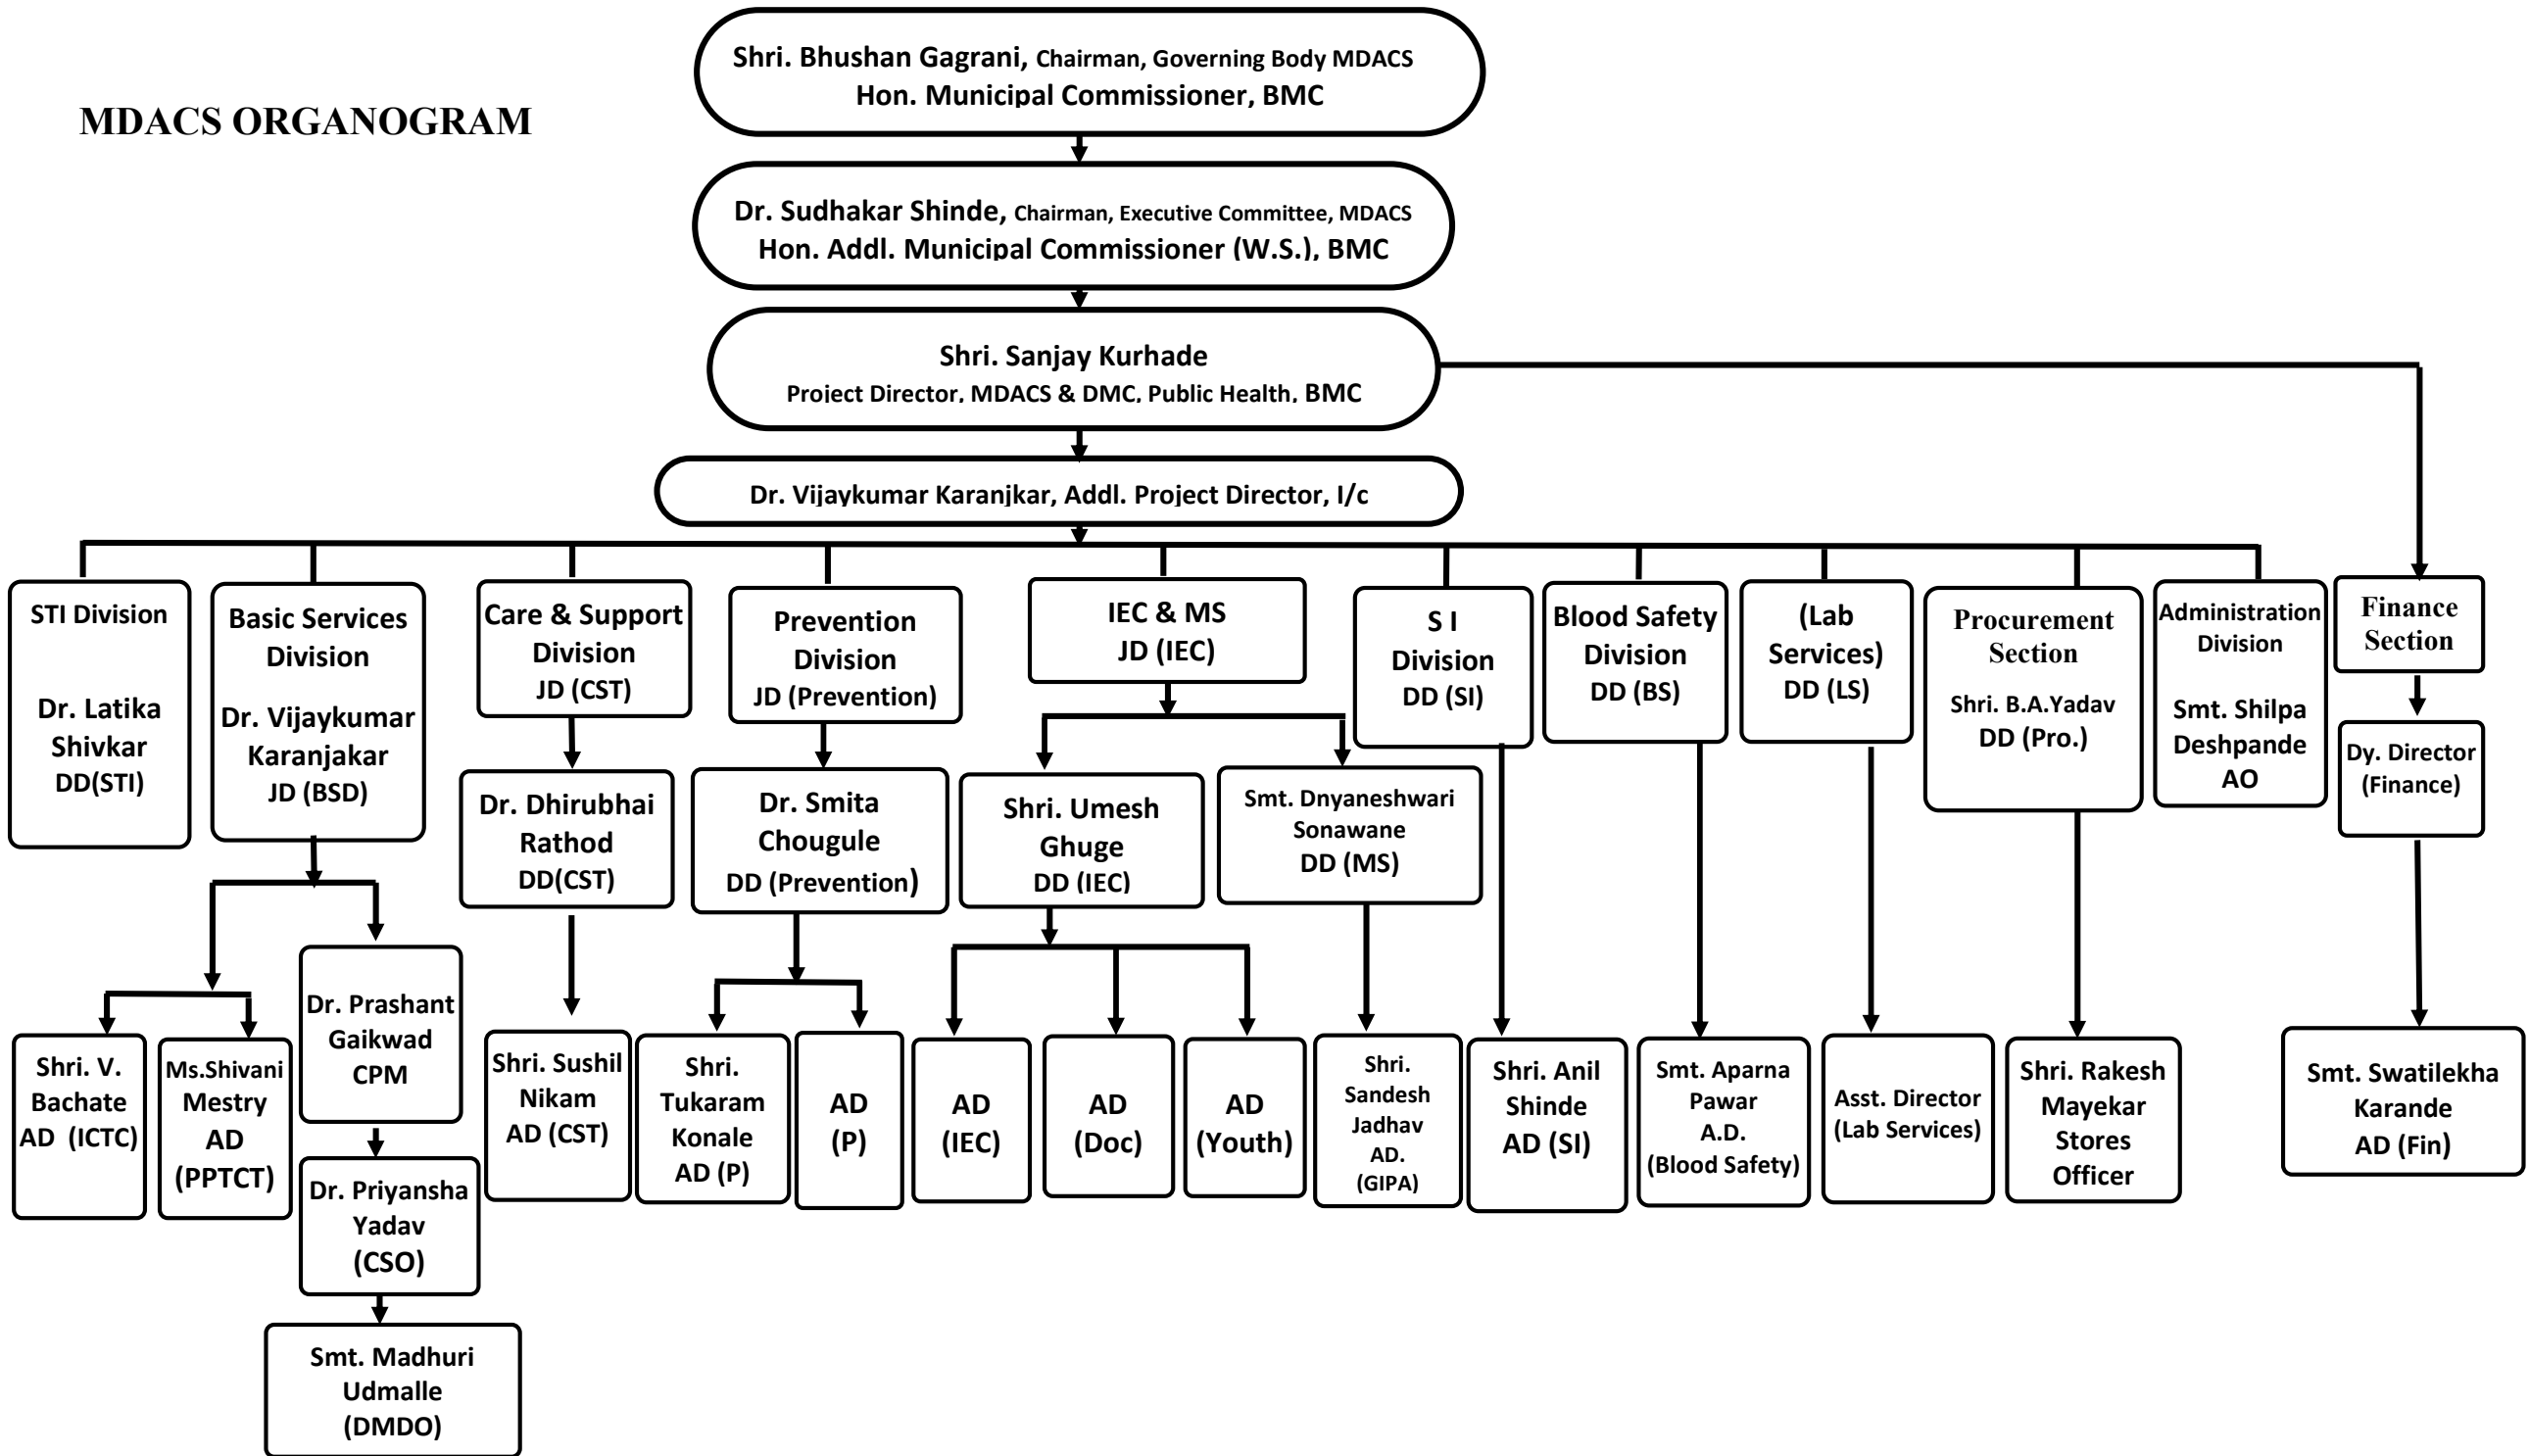 MDACS ORGANOGRAM
Shri. Bhushan Gagrani, Chairman, Governing Body MDACS
Hon. Municipal Commissioner, BMC
Dr. Sudhakar Shinde, Chairman, Executive Committee, MDACS
Hon. Addl. Municipal Commissioner (W.S.), BMC
Shri. Sanjay Kurhade
Project Director, MDACS & DMC, Public Health, BMC
Dr. Vijaykumar Karanjkar, Addl. Project Director, I/c
STI Division
Dr. Latika
Shivkar
DD(STI)
Basic Services
Division
Dr. Vijaykumar
Karanjakar
JD (BSD)
Care & Support
Division
JD (CST)
Prevention
Division
JD (Prevention)
IEC & MS
JD (IEC)
S I
Division
DD (SI)
Blood Safety
Division
DD (BS)
(Lab
Services)
DD (LS)
Procurement
Section
Shri. B.A.Yadav
DD (Pro.)
Administration
Division
Smt. Shilpa
Deshpande
AO
Finance
Section
Dy. Director
(Finance)
Dr. Dhirubhai
Rathod
DD(CST)
Dr. Smita
Chougule
DD (Prevention)
Shri. Umesh
Ghuge
DD (IEC)
Smt. Dnyaneshwari
Sonawane
DD (MS)
Dr. Prashant
Gaikwad
CPM
Shri. V.
Bachate
AD (ICTC)
Ms.Shivani
Mestry
AD
(PPTCT)
Shri. Sushil
Nikam
AD (CST)
Shri.
Tukaram
Konale
AD (P)
AD
(P)
AD
(IEC)
AD
(Doc)
AD
(Youth)
Shri.
Sandesh
Jadhav
AD.
(GIPA)
Shri. Anil
Shinde
AD (SI)
Smt. Aparna
Pawar
A.D.
(Blood Safety)
Asst. Director
(Lab Services)
Shri. Rakesh
Mayekar
Stores
Officer
Smt. Swatilekha
Karande
AD (Fin)
Dr. Priyansha
Yadav
(CSO)
Smt. Madhuri
Udmalle
(DMDO)